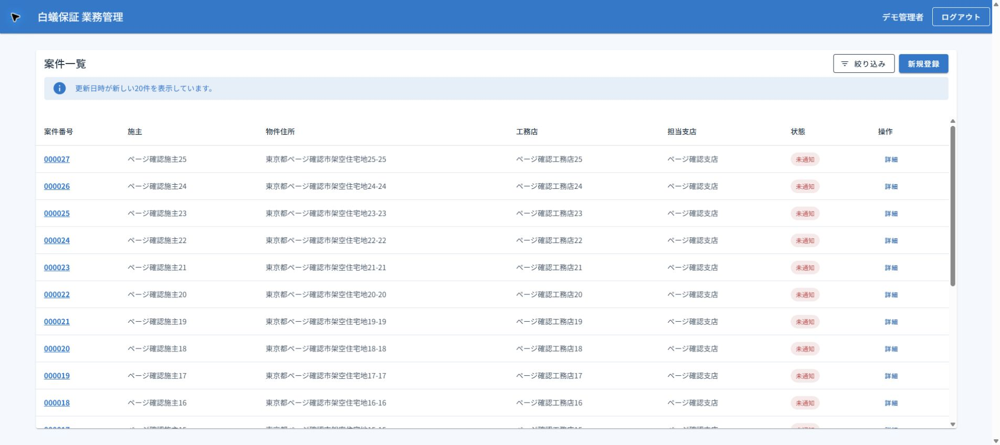 白蟻保証 業務管理
デモ管理者 ログアウト
案件一覧
絞り込み 新規登録
更新日時が新しい20件を表示しています。
案件番号 施主 物件住所 工務店 担当支店 状態 操作
000027 ページ確認施主25 東京都ページ確認市架空住宅地25-25 ページ確認工務店25 ページ確認支店 未通知 詳細
000026 ページ確認施主24 東京都ページ確認市架空住宅地24-24 ページ確認工務店24 ページ確認支店 未通知 詳細
000025 ページ確認施主23 東京都ページ確認市架空住宅地23-23 ページ確認工務店23 ページ確認支店 未通知 詳細
000024 ページ確認施主22 東京都ページ確認市架空住宅地22-22 ページ確認工務店22 ページ確認支店 未通知 詳細
000023 ページ確認施主21 東京都ページ確認市架空住宅地21-21 ページ確認工務店21 ページ確認支店 未通知 詳細
000022 ページ確認施主20 東京都ページ確認市架空住宅地20-20 ページ確認工務店20 ページ確認支店 未通知 詳細
000021 ページ確認施主19 東京都ページ確認市架空住宅地19-19 ページ確認工務店19 ページ確認支店 未通知 詳細
000020 ページ確認施主18 東京都ページ確認市架空住宅地18-18 ページ確認工務店18 ページ確認支店 未通知 詳細
000019 ページ確認施主17 東京都ページ確認市架空住宅地17-17 ページ確認工務店17 ページ確認支店 未通知 詳細
000018 ページ確認施主16 東京都ページ確認市架空住宅地16-16 ページ確認工務店16 ページ確認支店 未通知 詳細